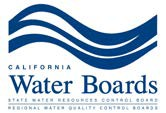 CALIFORNIA
Water Boards
STATE WATER RESOURCES CONTROL BOARD
REGIONAL WATER QUALITY CONTROL BOARDS